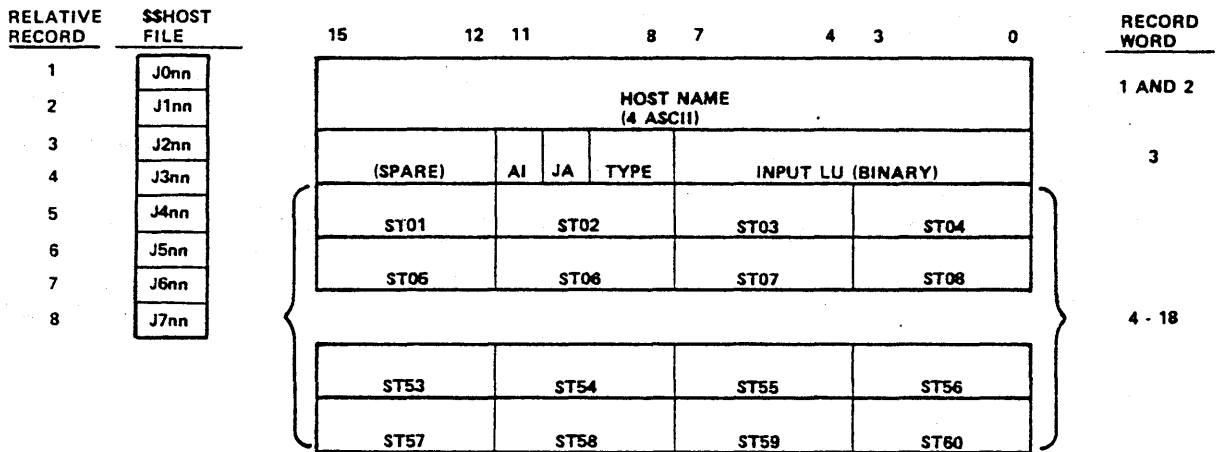 RELATIVE RECORD
$$HOST FILE
15 12 11 8 7 4 3 0
RECORD WORD
1 J0nn
2 J1nn
3 J2nn
4 J3nn
5 J4nn
6 J5nn
7 J6nn
8 J7nn
HOST NAME
(4 ASCII)
1 AND 2
(SPARE) AI JA TYPE INPUT LU (BINARY)
3
ST01 ST02 ST03 ST04
ST05 ST06 ST07 ST08
4 - 18
ST53 ST54 ST55 ST56
ST57 ST58 ST59 ST60